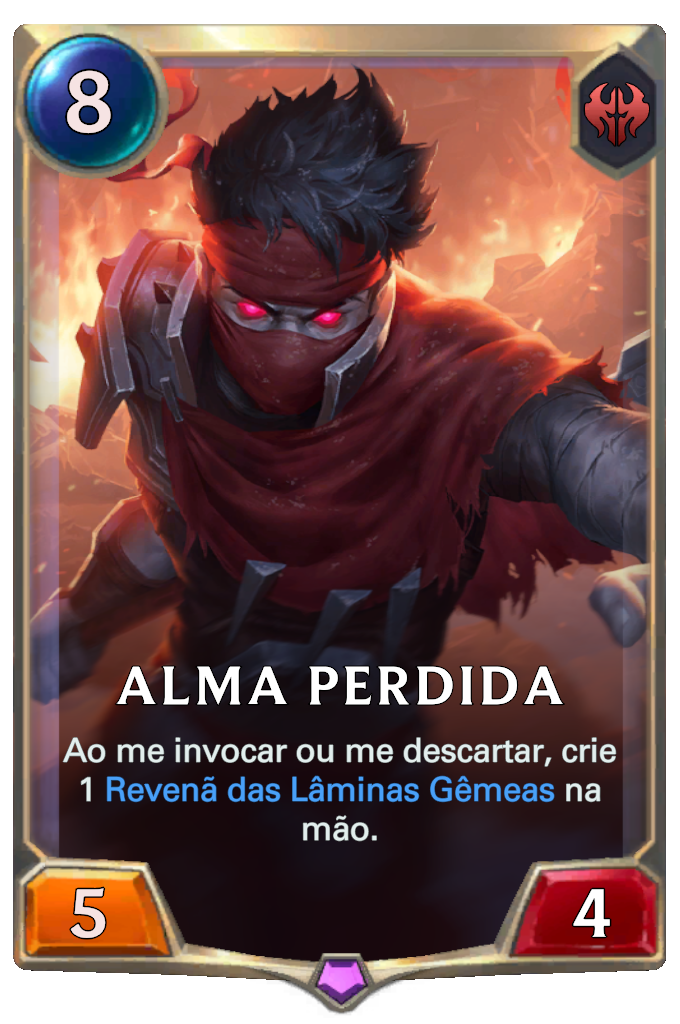 8
ALMA PERDIDA
Ao me invocar ou me descartar, crie
1 Revenã das Lâminas Gêmeas na
mão.
5
4